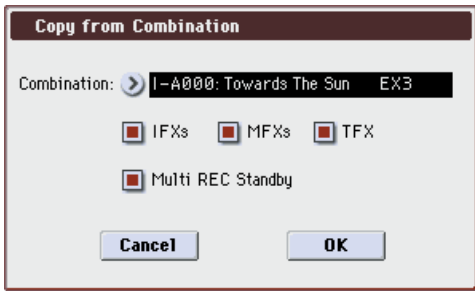 Copy from Combination
Combination: I-A000: Towards The Sun EX3
IFXs MFXs TFX
Multi REC Standby
Cancel OK